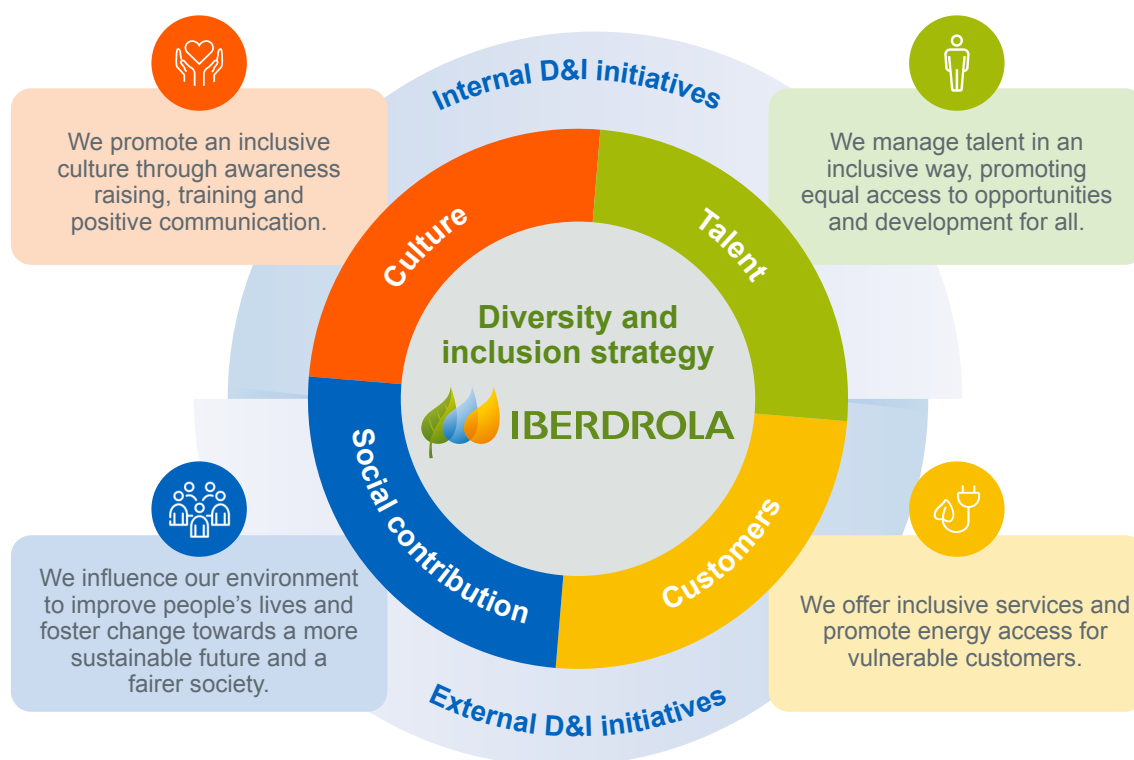 Internal D&I initiatives
We promote an inclusive
culture through awareness
raising, training and
positive communication.
We manage talent in an
inclusive way, promoting
equal access to opportunities
and development for all.
Culture
Talent
Diversity and
inclusion strategy
IBERDROLA
Social contribution
Customers
We influence our environment
to improve people’s lives and
foster change towards a more
sustainable future and a
fairer society.
We offer inclusive services and
promote energy access for
vulnerable customers.
External D&I initiatives